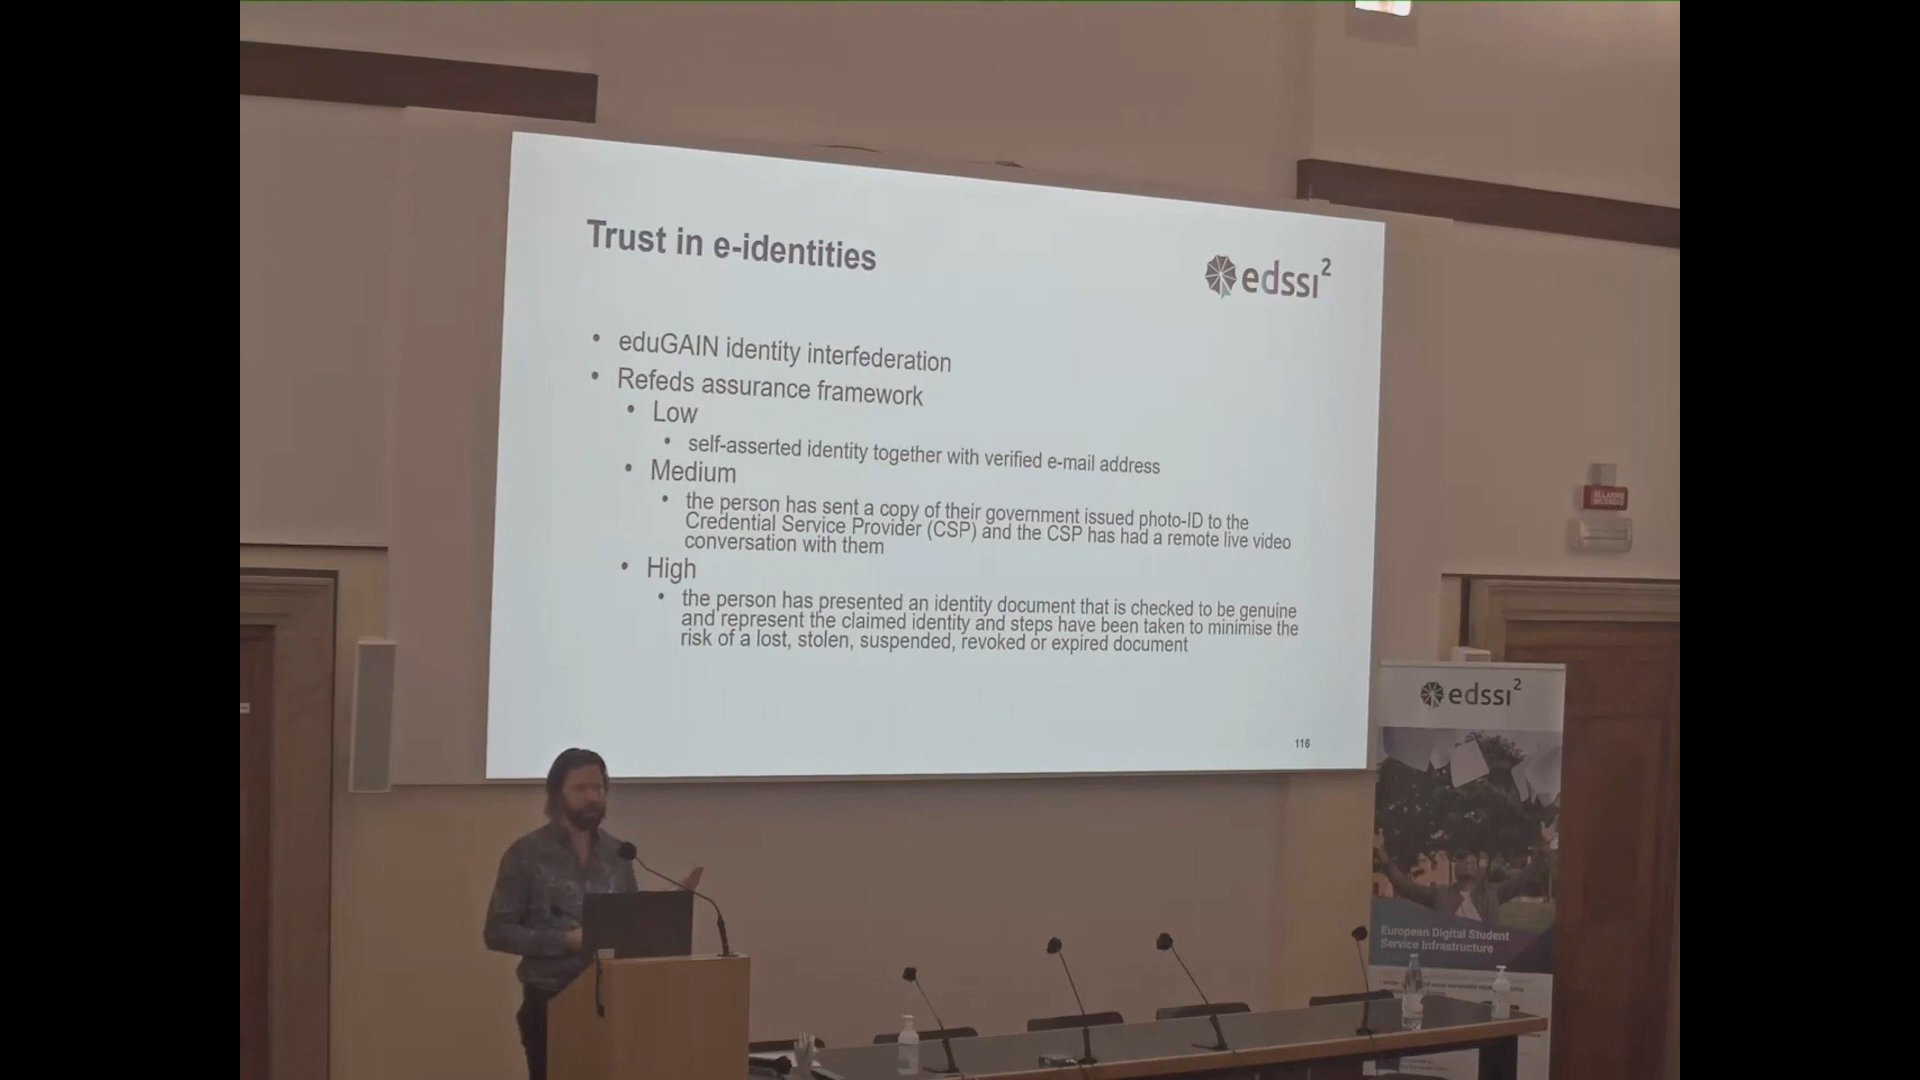 Trust in e-identities
edssi²
• eduGAIN identity interfederation
• Refeds assurance framework
• Low
• self-asserted identity together with verified e-mail address
• Medium
• the person has sent a copy of their government issued photo-ID to the
Credential Service Provider (CSP) and the CSP has had a remote live video
conversation with them
• High
• the person has presented an identity document that is checked to be genuine
and represent the claimed identity and steps have been taken to minimise the
risk of a lost, stolen, suspended, revoked or expired document
116
edssi²
European Digital Student
Service Infrastructure